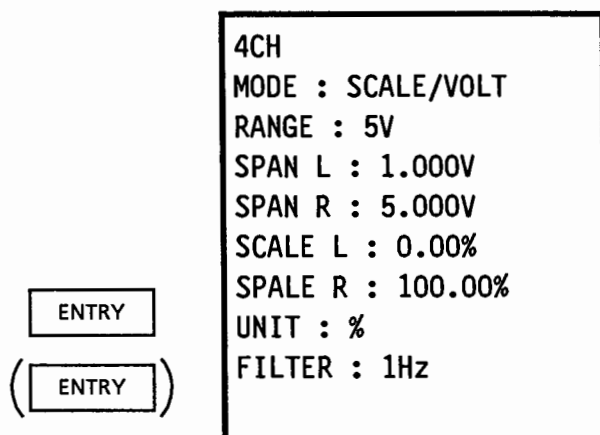 4CH
MODE : SCALE/VOLT
RANGE : 5V
SPAN L : 1.000V
SPAN R : 5.000V
SCALE L : 0.00%
SPALE R : 100.00%
UNIT : %
FILTER : 1Hz
ENTRY
(ENTRY)